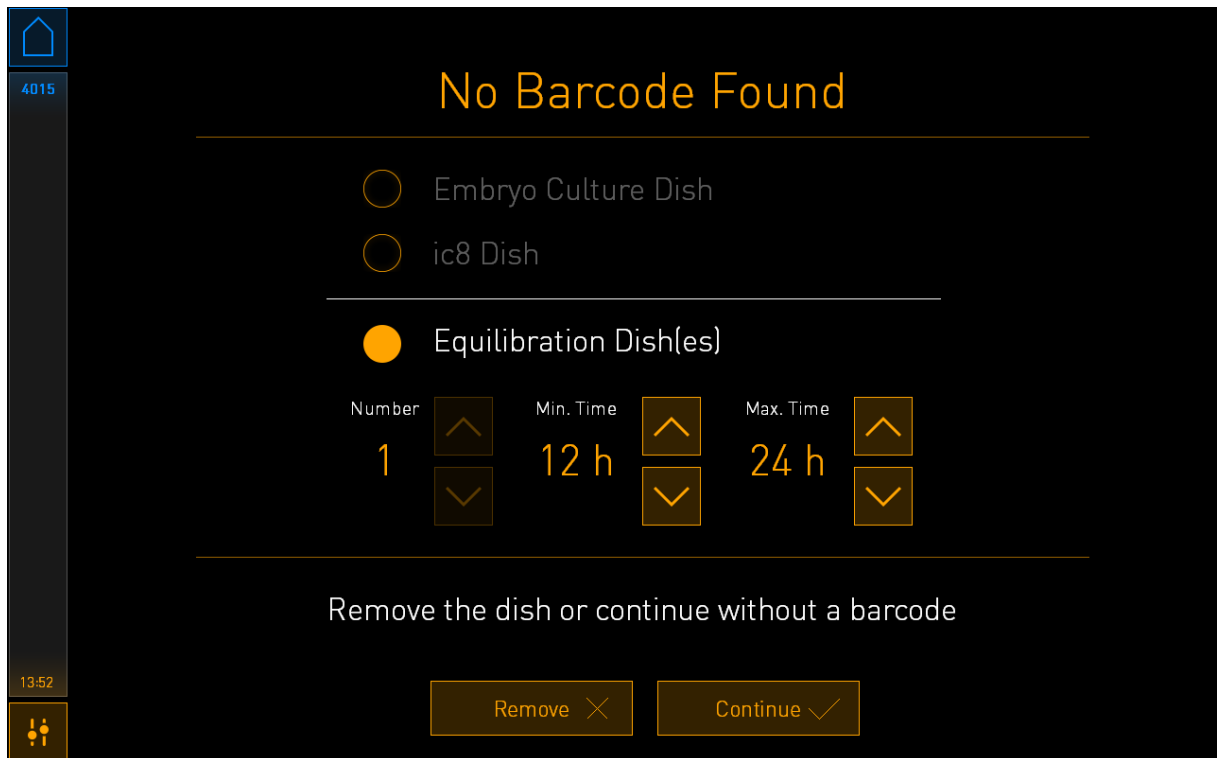 4015
No Barcode Found
Embryo Culture Dish
ic8 Dish
Equilibration Dish(es)
Number Min. Time Max. Time
1 12 h 24 h
Remove the dish or continue without a barcode
13:52
Remove Continue